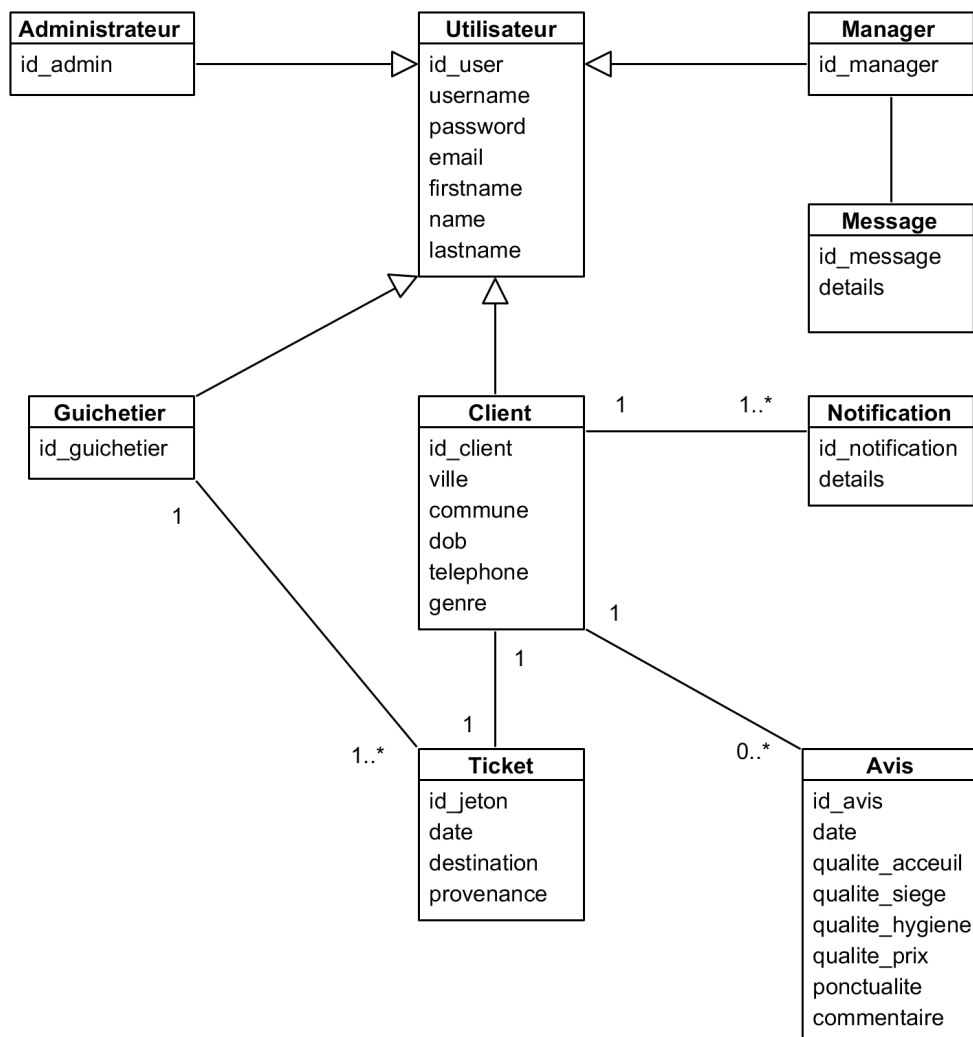 Administrateur
id_admin
Utilisateur
id_user
username
password
email
firstname
name
lastname
Manager
id_manager
Message
id_message
details
Guichetier
id_guichetier
1
Client
id_client
ville
commune
dob
telephone
genre
1
1..*
Notification
id_notification
details
1
0..*
1
1
1..*
Ticket
id_jeton
date
destination
provenance
Avis
id_avis
date
qualite_acceuil
qualite_siege
qualite_hygiene
qualite_prix
ponctualite
commentaire